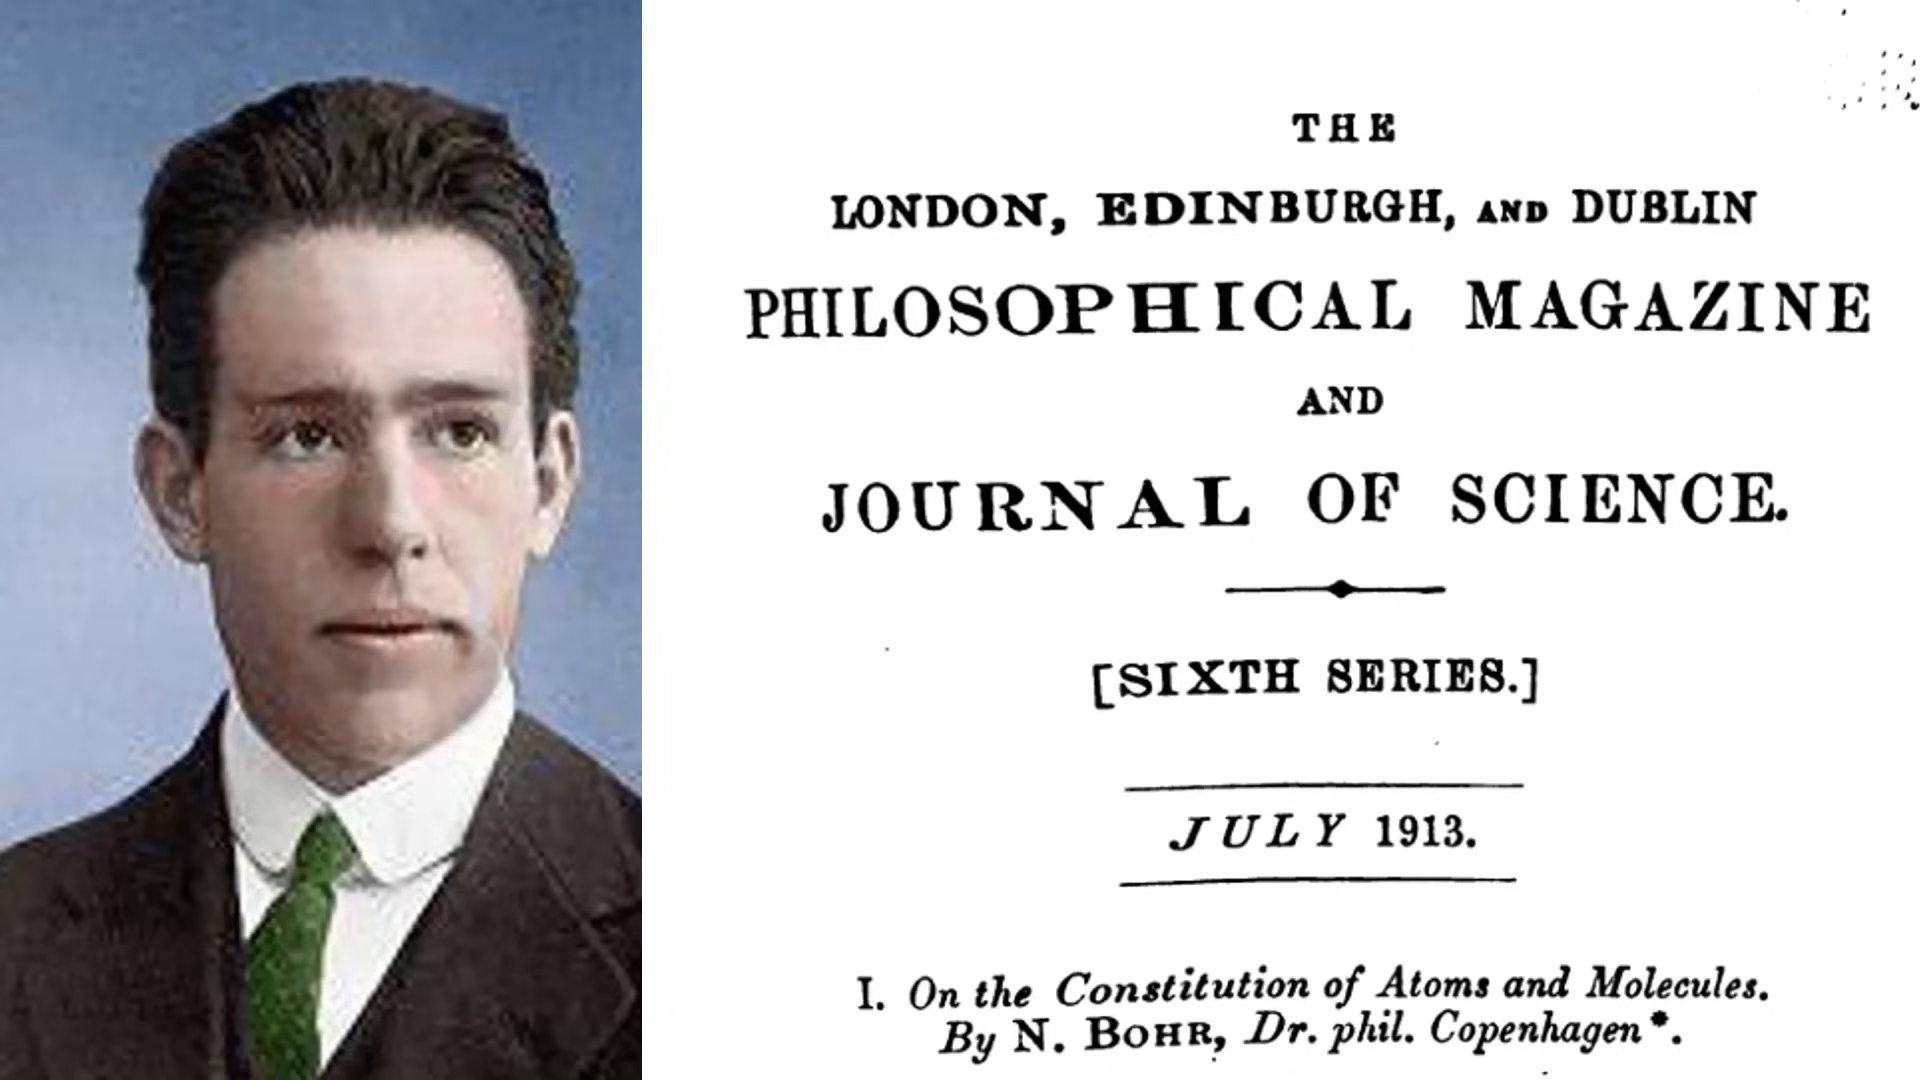 THE
LONDON, EDINBURGH, AND DUBLIN
PHILOSOPHICAL MAGAZINE
AND
JOURNAL OF SCIENCE.
[SIXTH SERIES.]
JULY 1913.
I. On the Constitution of Atoms and Molecules.
By N. BOHR, Dr. phil. Copenhagen*.